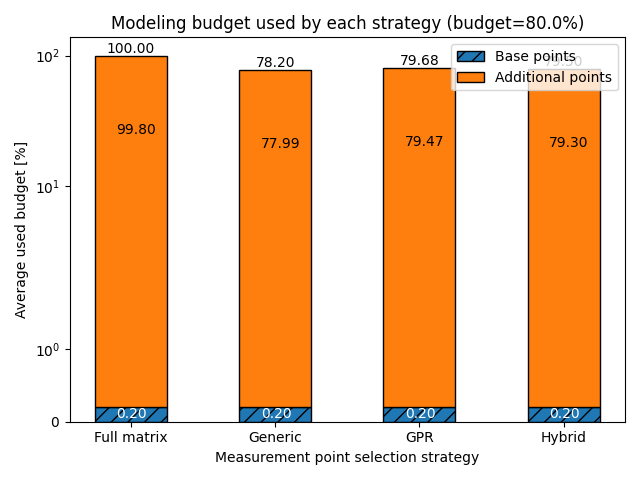 Modeling budget used by each strategy (budget=80.0%)
Base points
Additional points
100.00
78.20
79.68
99.80
77.99
79.47
79.30
0.20
0.20
0.20
0.20
10²
10¹
10⁰
0
Average used budget [%]
Full matrix
Generic
GPR
Hybrid
Measurement point selection strategy